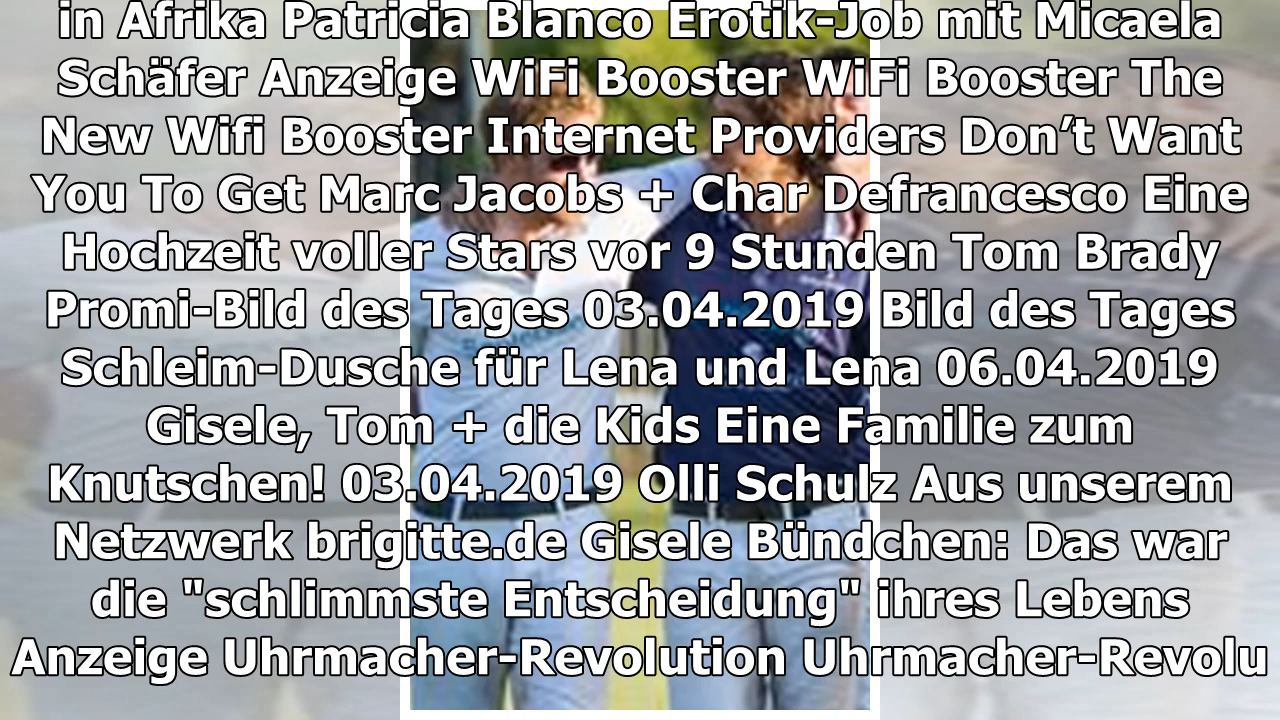 in Afrika Patricia Blanco Erotik-Job mit Micaela
Schäfer Anzeige WiFi Booster WiFi Booster The
New Wifi Booster Internet Providers Don’t Want
You To Get Marc Jacobs + Char Defrancesco Eine
Hochzeit voller Stars vor 9 Stunden Tom Brady
Promi-Bild des Tages 03.04.2019 Bild des Tages
Schleim-Dusche für Lena und Lena 06.04.2019
Gisele, Tom + die Kids Eine Familie zum
Knutschen! 03.04.2019 Olli Schulz Aus unserem
Netzwerk brigitte.de Gisele Bündchen: Das war
die "schlimmste Entscheidung" ihres Lebens
Anzeige Uhrmacher-Revolution Uhrmacher-Revolu